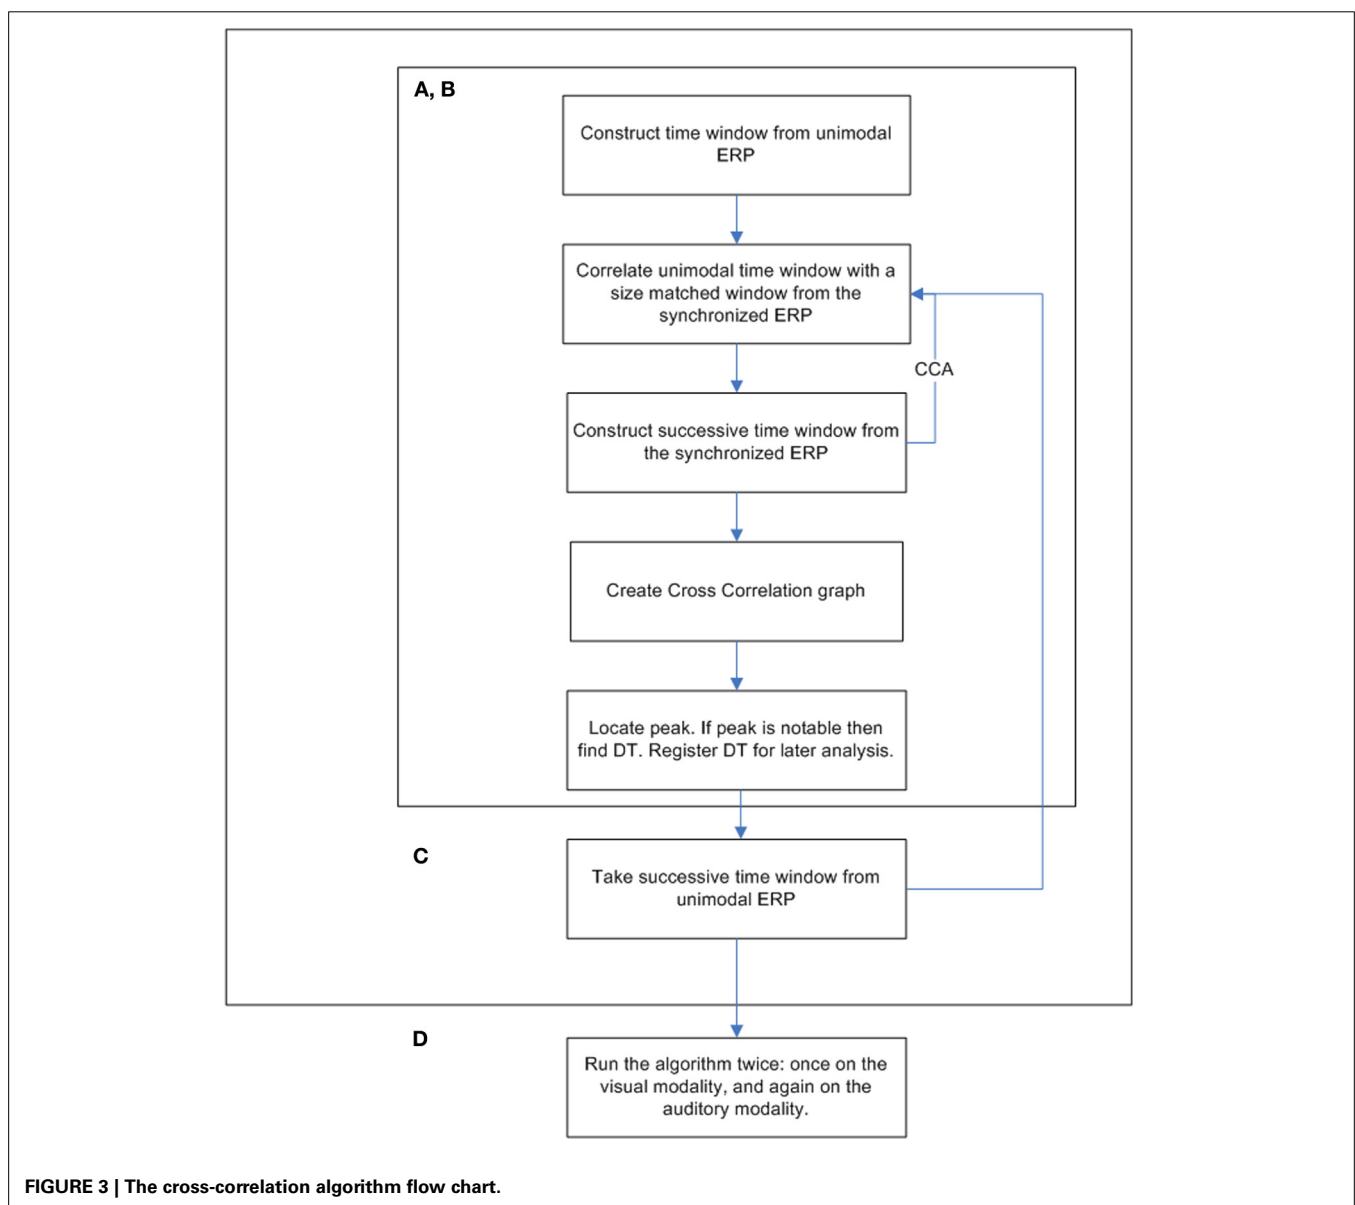 A, B
Construct time window from unimodal
ERP
Correlate unimodal time window with a
size matched window from the
synchronized ERP
CCA
Construct successive time window from
the synchronized ERP
Create Cross Correlation graph
Locate peak. If peak is notable then
find DT. Register DT for later analysis.
C
Take successive time window from
unimodal ERP
D
Run the algorithm twice: once on the
visual modality, and again on the
auditory modality.
FIGURE 3 | The cross-correlation algorithm flow chart.